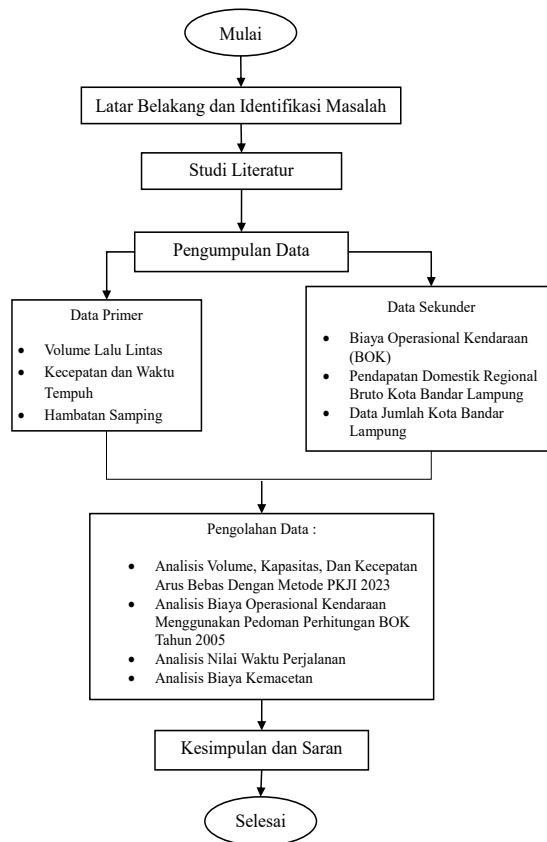 Mulai
Latar Belakang dan Identifikasi Masalah
Studi Literatur
Pengumpulan Data
Data Primer
• Volume Lalu Lintas
• Kecepatan dan Waktu
Tempuh
• Hambatan Samping
Data Sekunder
• Biaya Operasional Kendaraan
(BOK)
• Pendapatan Domestik Regional
Bruto Kota Bandar Lampung
• Data Jumlah Kota Bandar
Lampung
Pengolahan Data :
• Analisis Volume, Kapasitas, Dan Kecepatan
Arus Bebas Dengan Metode PKJI 2023
• Analisis Biaya Operasional Kendaraan
Menggunakan Pedoman Perhitungan BOK
Tahun 2005
• Analisis Nilai Waktu Perjalanan
• Analisis Biaya Kemacetan
Kesimpulan dan Saran
Selesai